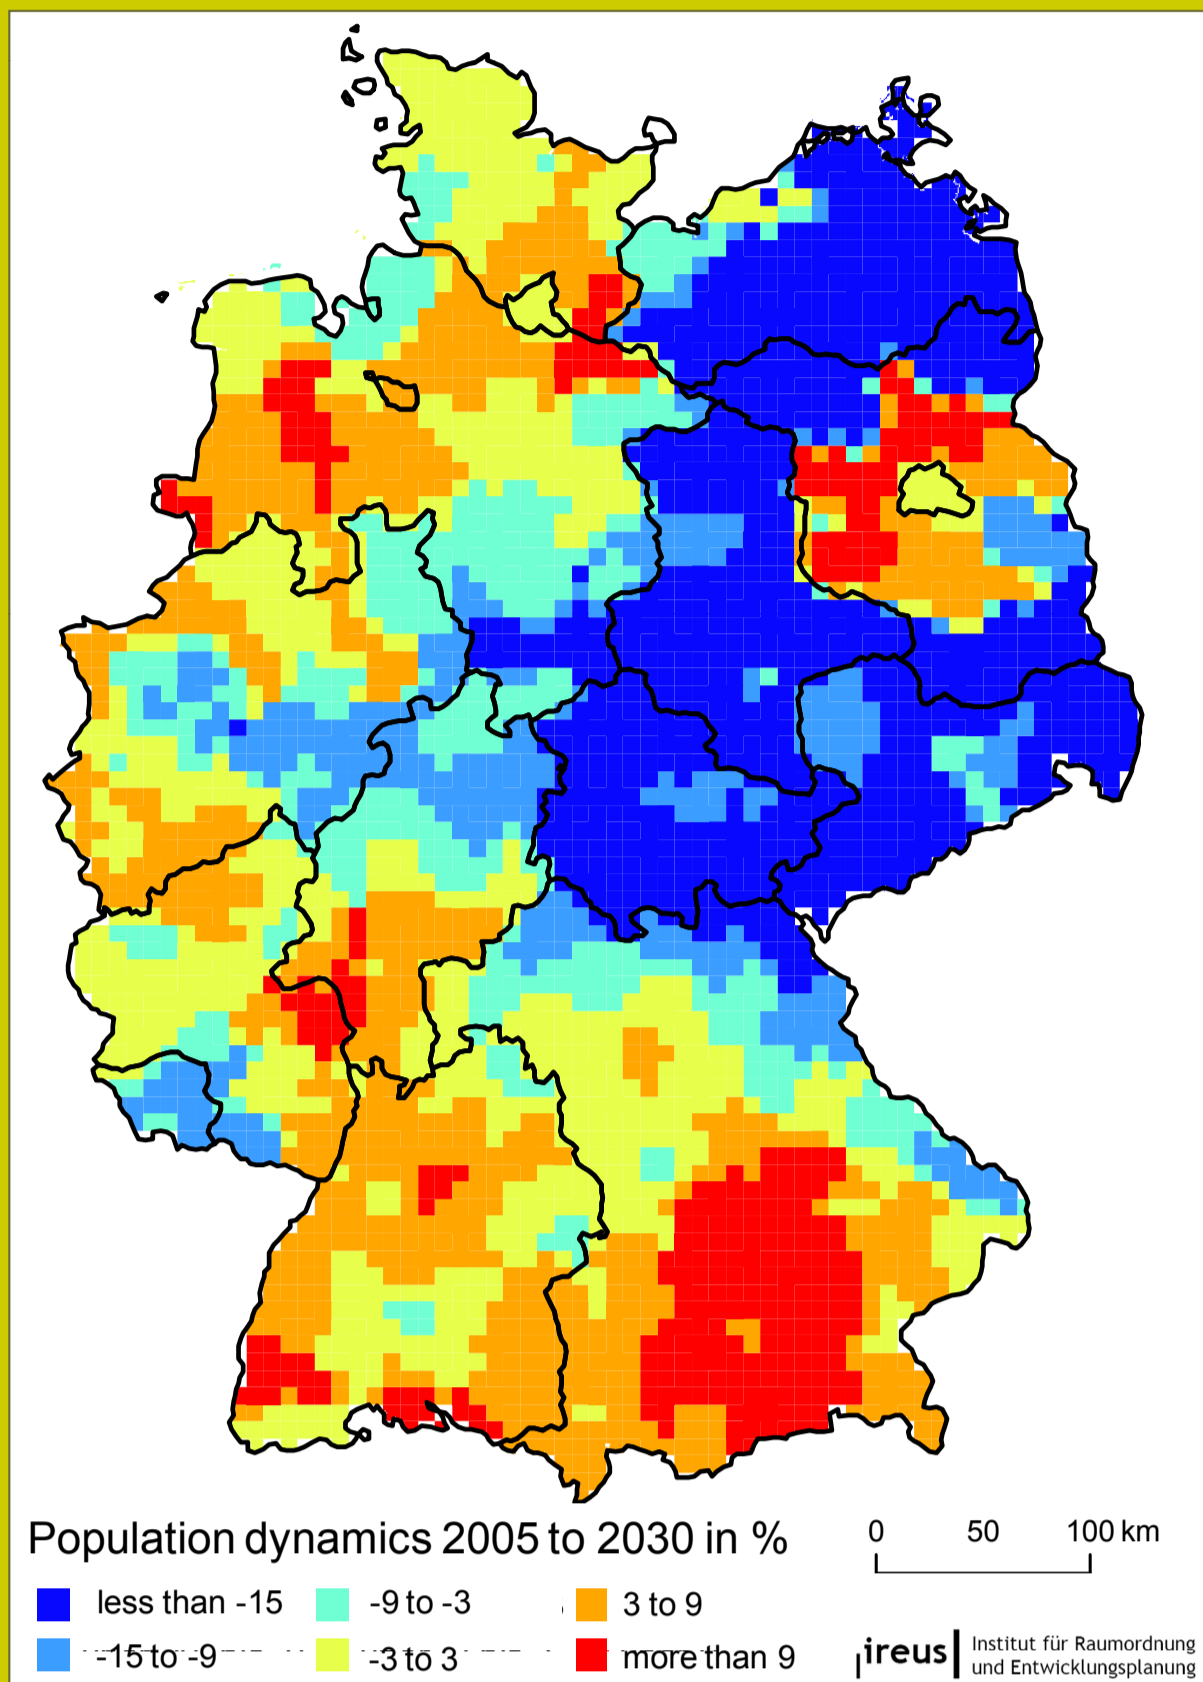 Population dynamics 2005 to 2030 in %
0 50 100 km
less than -15
-9 to -3
3 to 9
-15 to -9
-3 to 3
more than 9
ireus
Institut für Raumordnung
und Entwicklungsplanung